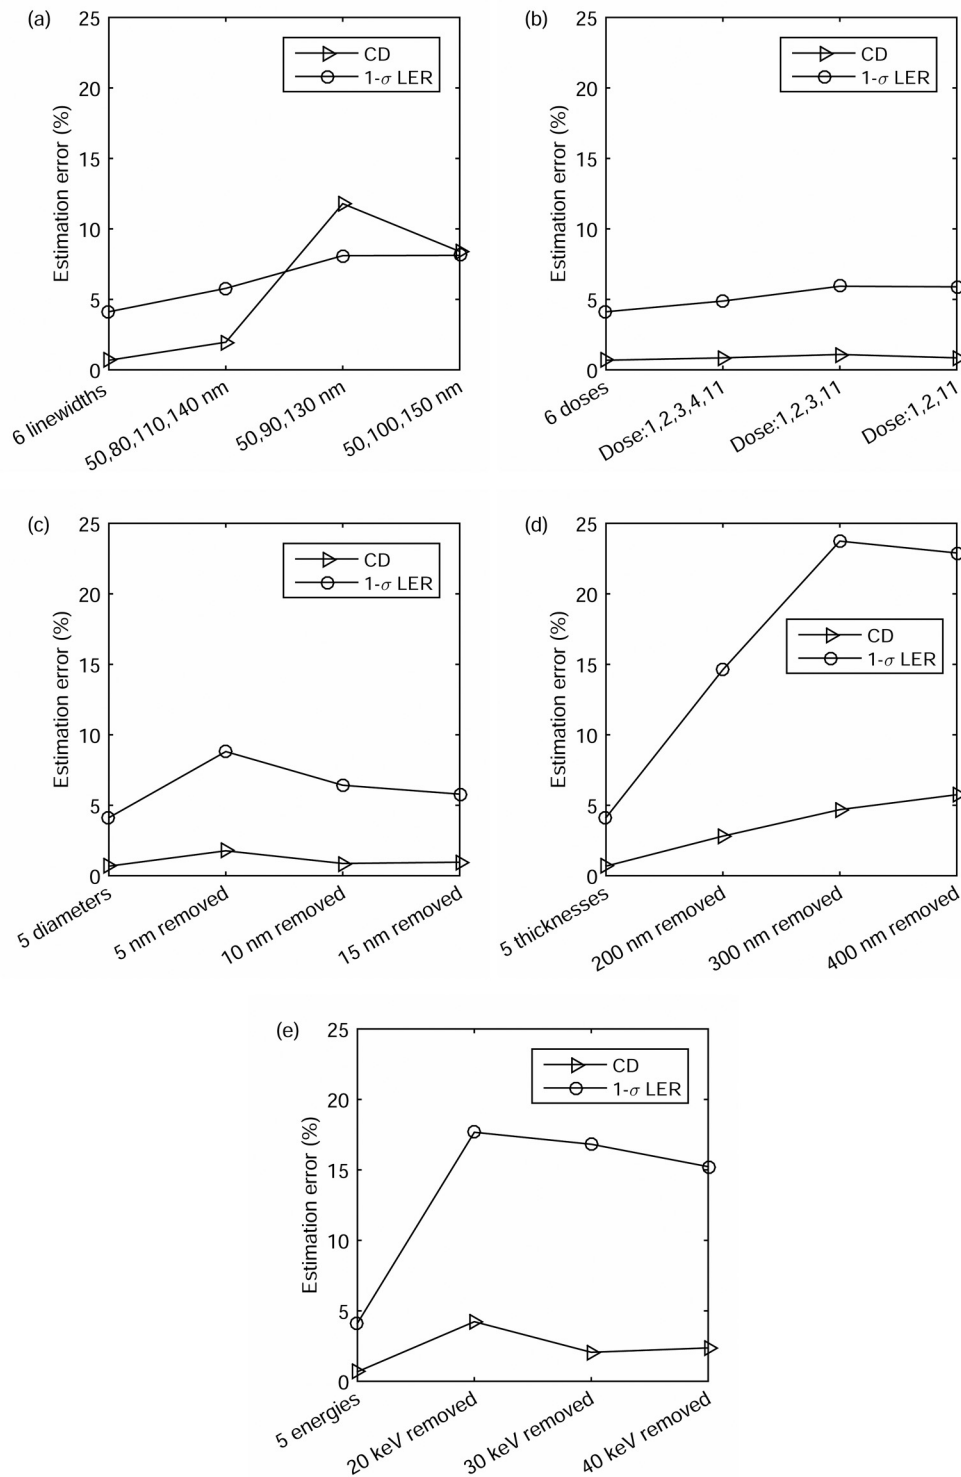 (a)
25
20
15
10
5
0
Estimation error (%)
CD
1-σ LER
6 linewidths
50,80,110,140 nm
50,90,130 nm
50,100,150 nm
(b)
25
20
15
10
5
0
Estimation error (%)
CD
1-σ LER
6 doses
Dose:1,2,3,4,11
Dose:1,2,3,11
Dose:1,2,11
(c)
25
20
15
10
5
0
Estimation error (%)
CD
1-σ LER
5 diameters
5 nm removed
10 nm removed
15 nm removed
(d)
25
20
15
10
5
0
Estimation error (%)
CD
1-σ LER
5 thicknesses
200 nm removed
300 nm removed
400 nm removed
(e)
25
20
15
10
5
0
Estimation error (%)
CD
1-σ LER
5 energies
20 keV removed
30 keV removed
40 keV removed